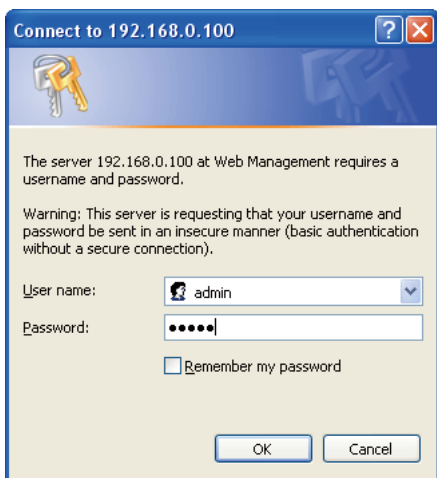 Connect to 192.168.0.100
The server 192.168.0.100 at Web Management requires a
username and password.
Warning: This server is requesting that your username and
password be sent in an insecure manner (basic authentication
without a secure connection).
User name:
admin
Password:
•••••
Remember my password
OK
Cancel